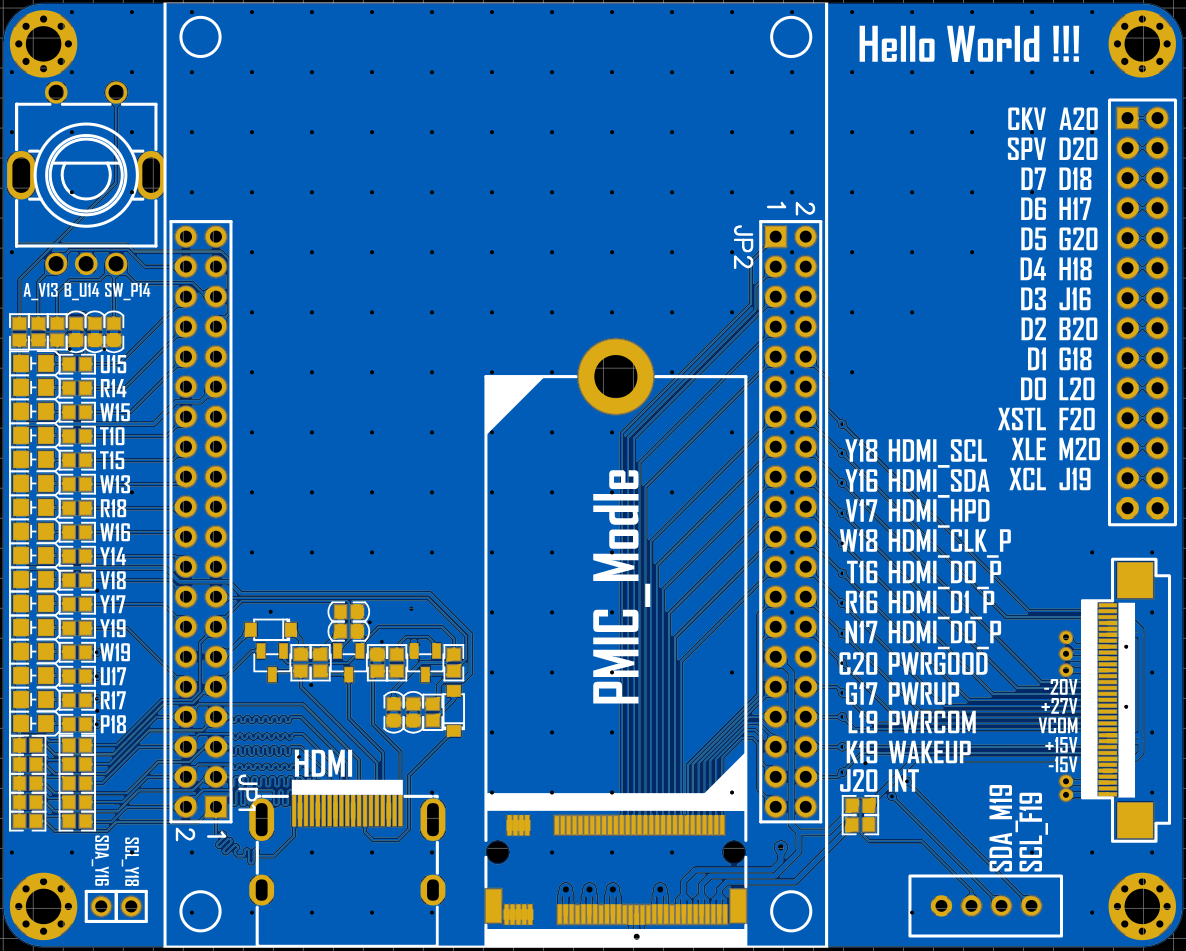 Hello World !!!
CKV A20
SPV D20
D7 D18
D6 H17
D5 G20
D4 H18
D3 J16
D2 B20
D1 G18
D0 L20
XSTL F20
XLE M20
XCL J19
1 2
JP2
A_V13 B_U14 SW_P14
U15
R14
W15
T10
T15
W13
R18
W16
Y14
V18
Y17
Y19
W19
U17
R17
P18
Y18 HDMI_SCL
Y16 HDMI_SDA
V17 HDMI_HPD
W18 HDMI_CLK_P
T16 HDMI_D0_P
R16 HDMI_D1_P
N17 HDMI_D0_P
C20 PWRGOOD
G17 PWRUP
L19 PWRCOM
K19 WAKEUP
J20 INT
PMIC_Modle
-20V
+27V
VCOM
+15V
-15V
HDMI
JP1
2 1
SDA_Y16
SCL_Y18
SDA_M19
SCL_F19